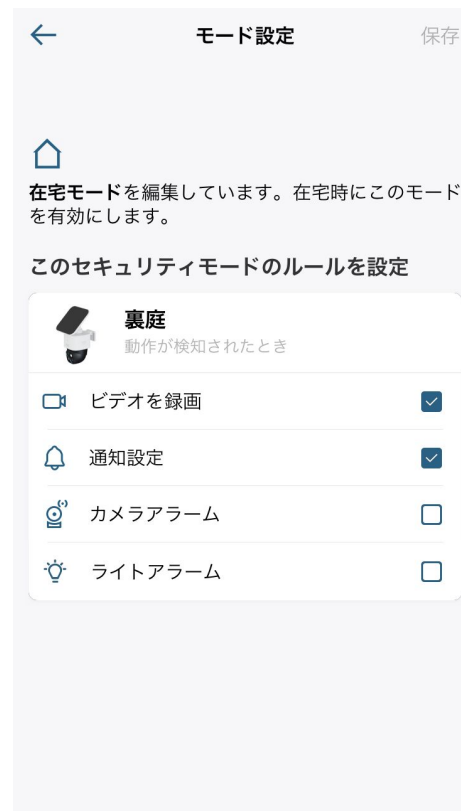 モード設定
保存
在宅モードを編集しています。在宅時にこのモード
を有効にします。
このセキュリティモードのルールを設定
裏庭
動作が検知されたとき
ビデオを録画
通知設定
カメラアラーム
ライトアラーム